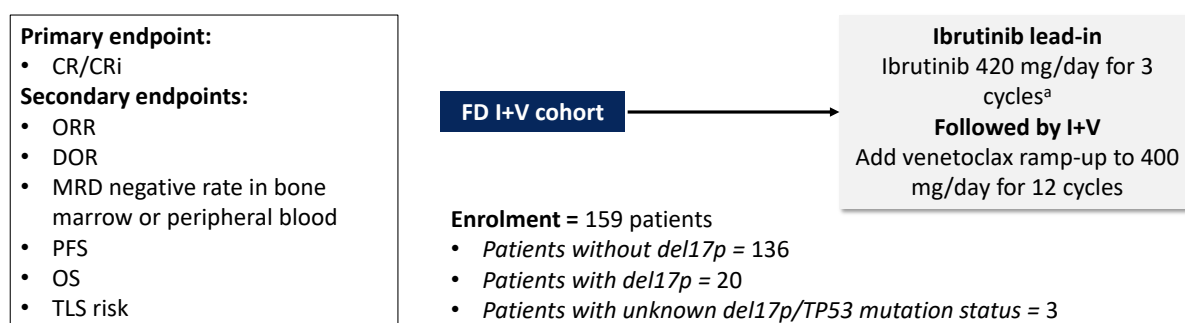 Primary endpoint:
• CR/CRi
Secondary endpoints:
• ORR
• DOR
• MRD negative rate in bone
marrow or peripheral blood
• PFS
• OS
• TLS risk
FD I+V cohort
Ibrutinib lead-in
Ibrutinib 420 mg/day for 3
cyclesᵃ
Followed by I+V
Add venetoclax ramp-up to 400
mg/day for 12 cycles
Enrolment = 159 patients
• Patients without del17p = 136
• Patients with del17p = 20
• Patients with unknown del17p/TP53 mutation status = 3